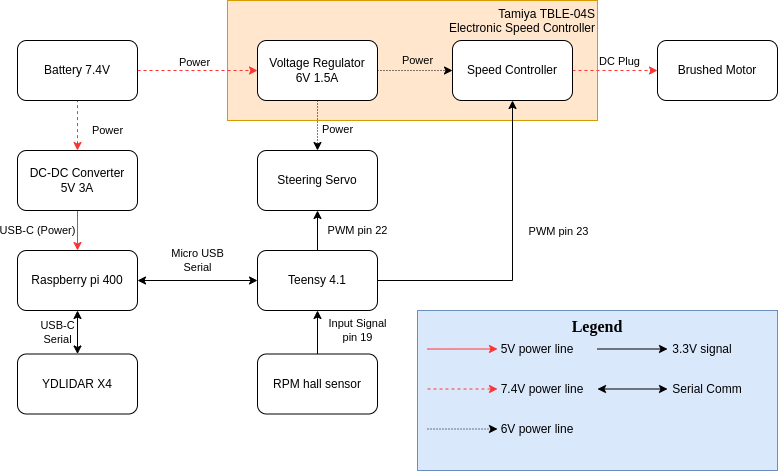 Tamiya TBLE-04S
Electronic Speed Controller
Battery 7.4V
Power
Voltage Regulator
6V 1.5A
Power
Speed Controller
DC Plug
Brushed Motor
Power
Power
DC-DC Converter
5V 3A
Steering Servo
USB-C (Power)
PWM pin 22
PWM pin 23
Raspberry pi 400
Micro USB
Serial
Teensy 4.1
USB-C
Serial
Input Signal
pin 19
YDLIDAR X4
RPM hall sensor
Legend
5V power line
3.3V signal
7.4V power line
Serial Comm
6V power line